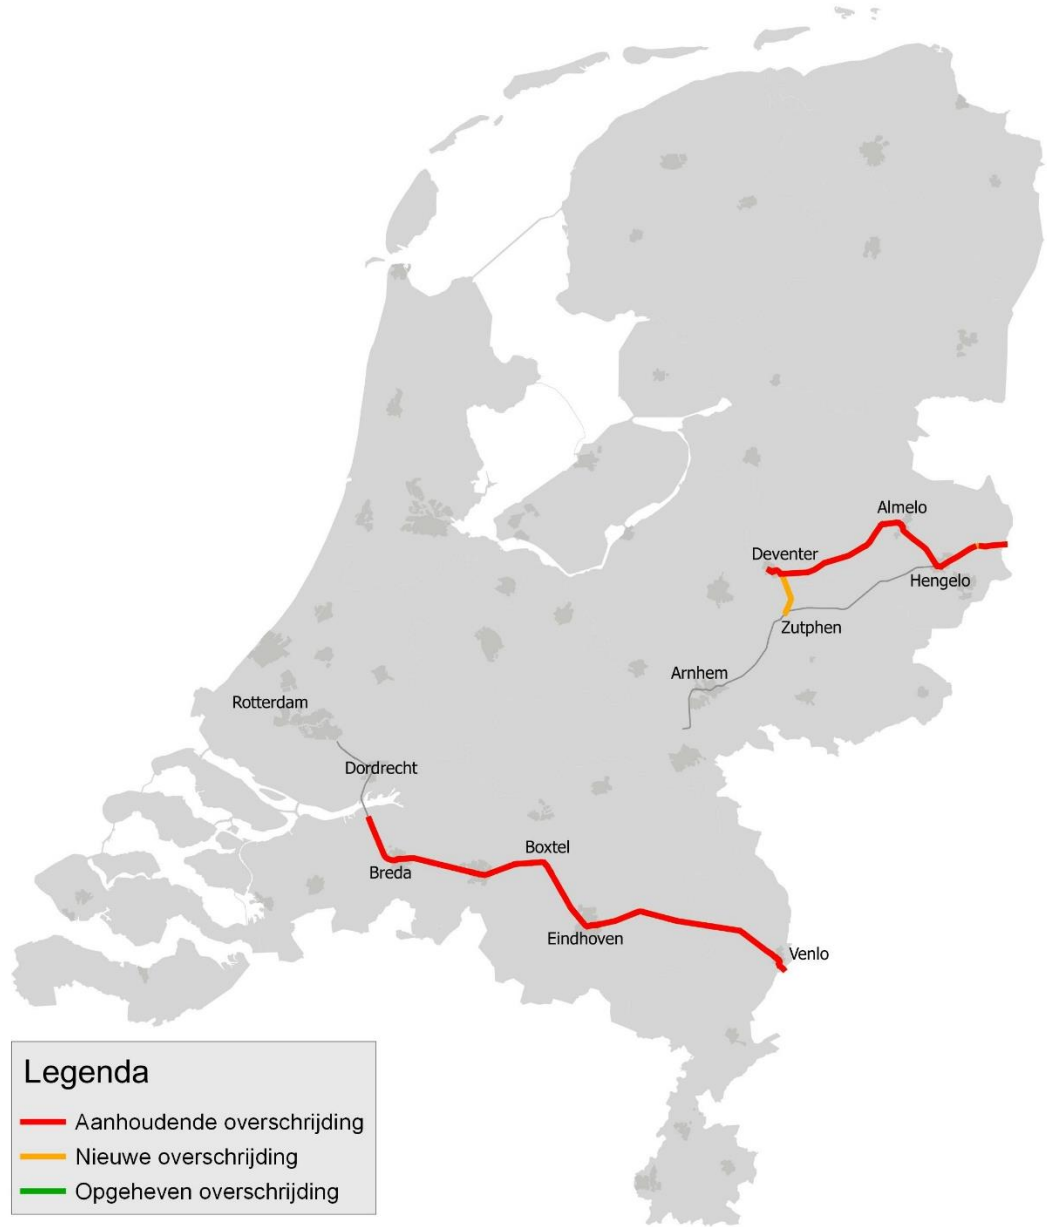 Almelo
Deventer
Hengelo
Zutphen
Arnhem
Rotterdam
Dordrecht
Boxtel
Breda
Eindhoven
Venlo
Legenda
Aanhoudende overschrijding
Nieuwe overschrijding
Opgeheven overschrijding